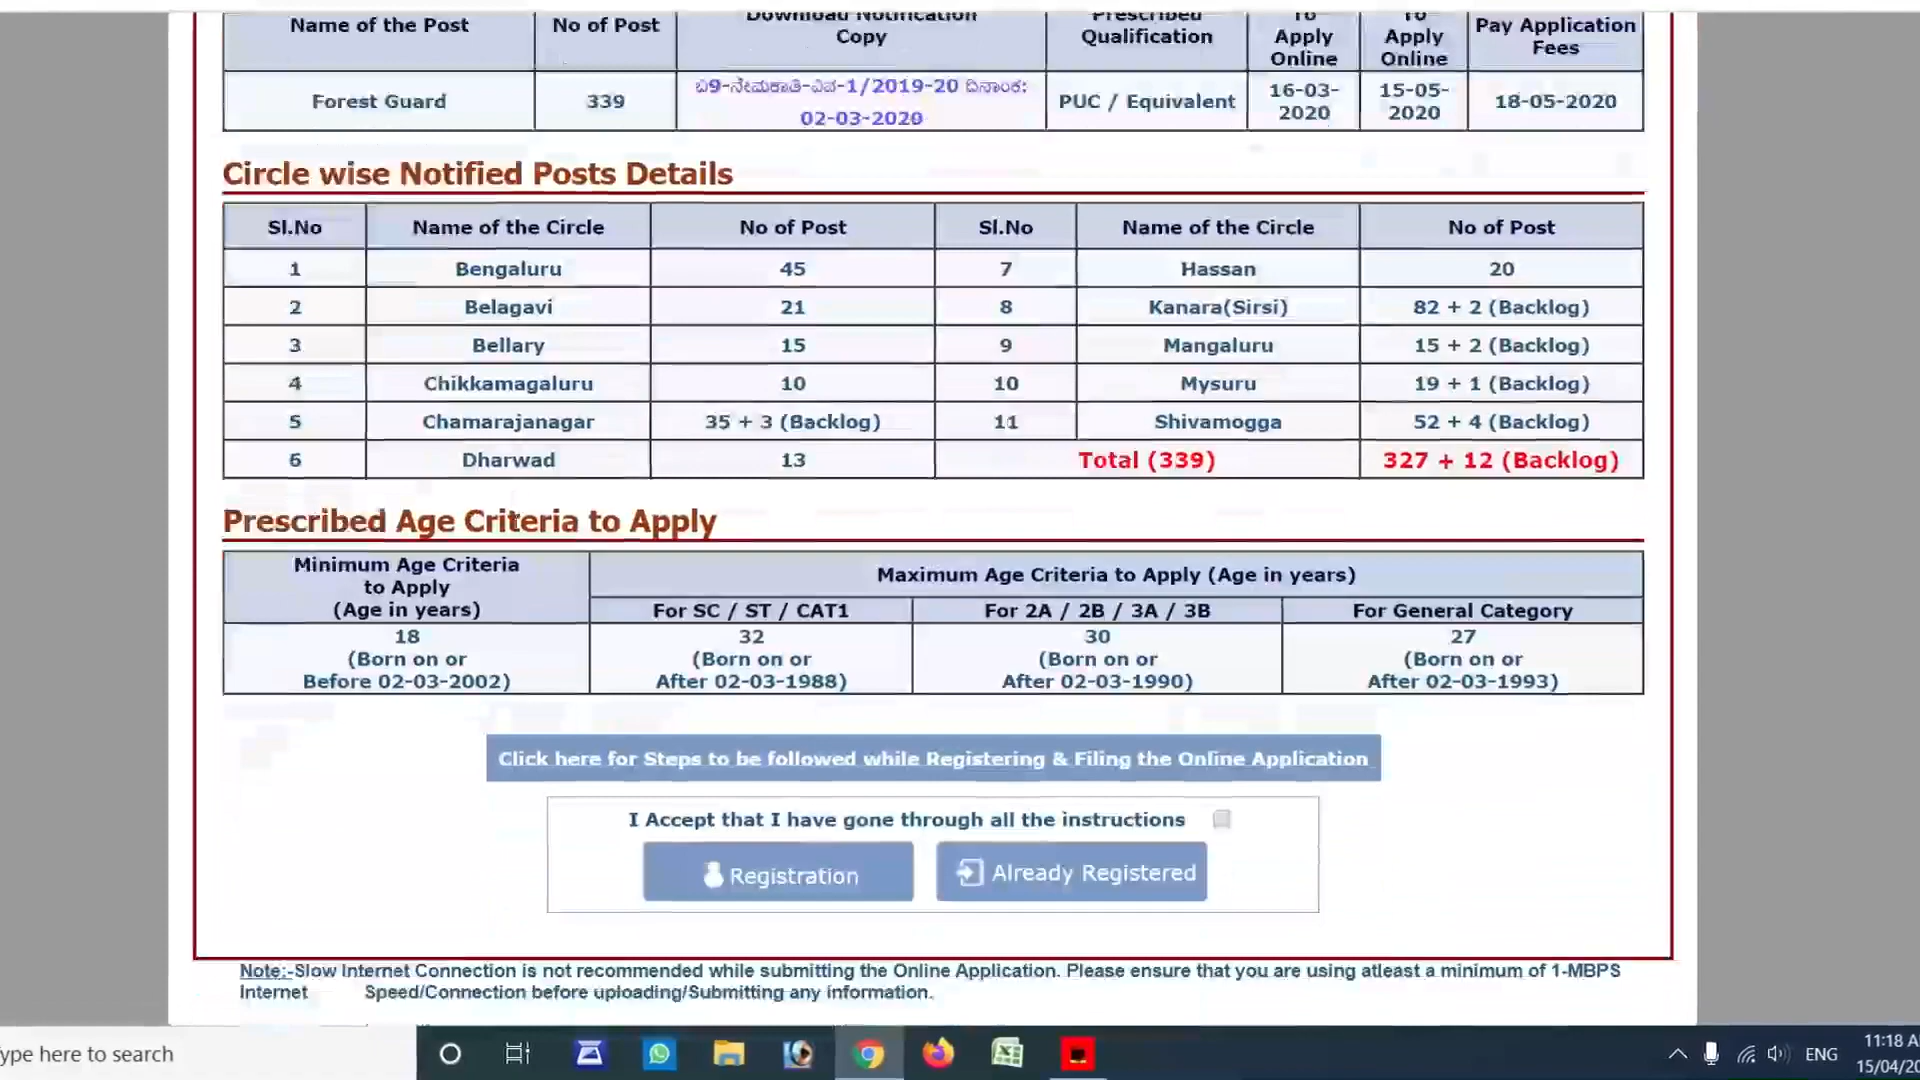 Name of the Post No of Post Download Notification Copy Prescribed Qualification To Apply Online To Apply Online Pay Application Fees
Forest Guard 339 ಬಿ9-ನೇಮಕಾತಿ-ಎವ-1/2019-20 ದಿನಾಂಕ: 02-03-2020 PUC / Equivalent 16-03-2020 15-05-2020 18-05-2020
Circle wise Notified Posts Details
Sl.No Name of the Circle No of Post Sl.No Name of the Circle No of Post
1 Bengaluru 45 7 Hassan 20
2 Belagavi 21 8 Kanara(Sirsi) 82 + 2 (Backlog)
3 Bellary 15 9 Mangaluru 15 + 2 (Backlog)
4 Chikkamagaluru 10 10 Mysuru 19 + 1 (Backlog)
5 Chamarajanagar 35 + 3 (Backlog) 11 Shivamogga 52 + 4 (Backlog)
6 Dharwad 13 Total (339) 327 + 12 (Backlog)
Prescribed Age Criteria to Apply
Minimum Age Criteria to Apply (Age in years) Maximum Age Criteria to Apply (Age in years)
For SC / ST / CAT1 For 2A / 2B / 3A / 3B For General Category
18 32 30 27
(Born on or (Born on or (Born on or (Born on or
Before 02-03-2002) After 02-03-1988) After 02-03-1990) After 02-03-1993)
Click here for Steps to be followed while Registering & Filing the Online Application
I Accept that I have gone through all the instructions
Registration Already Registered
Note:-Slow Internet Connection is not recommended while submitting the Online Application. Please ensure that you are using atleast a minimum of 1-MBPS
Internet Speed/Connection before uploading/Submitting any information.
ype here to search ENG 11:18 A
15/04/20